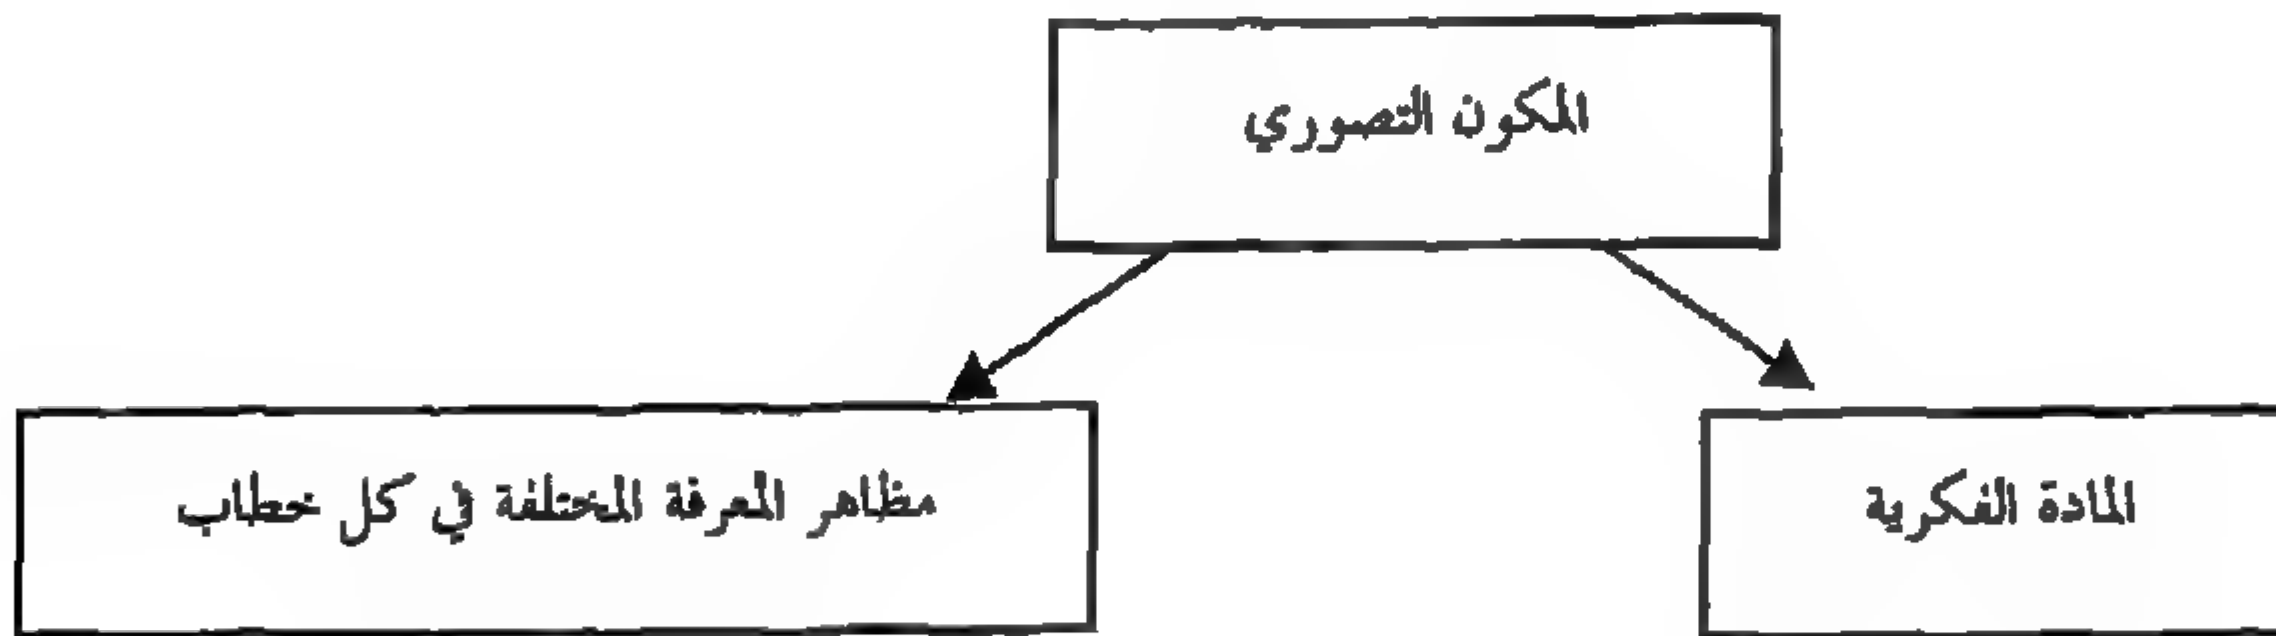 المكون التصوري
المادة الفكرية
مظاهر المعرفة المختلفة في كل خطاب